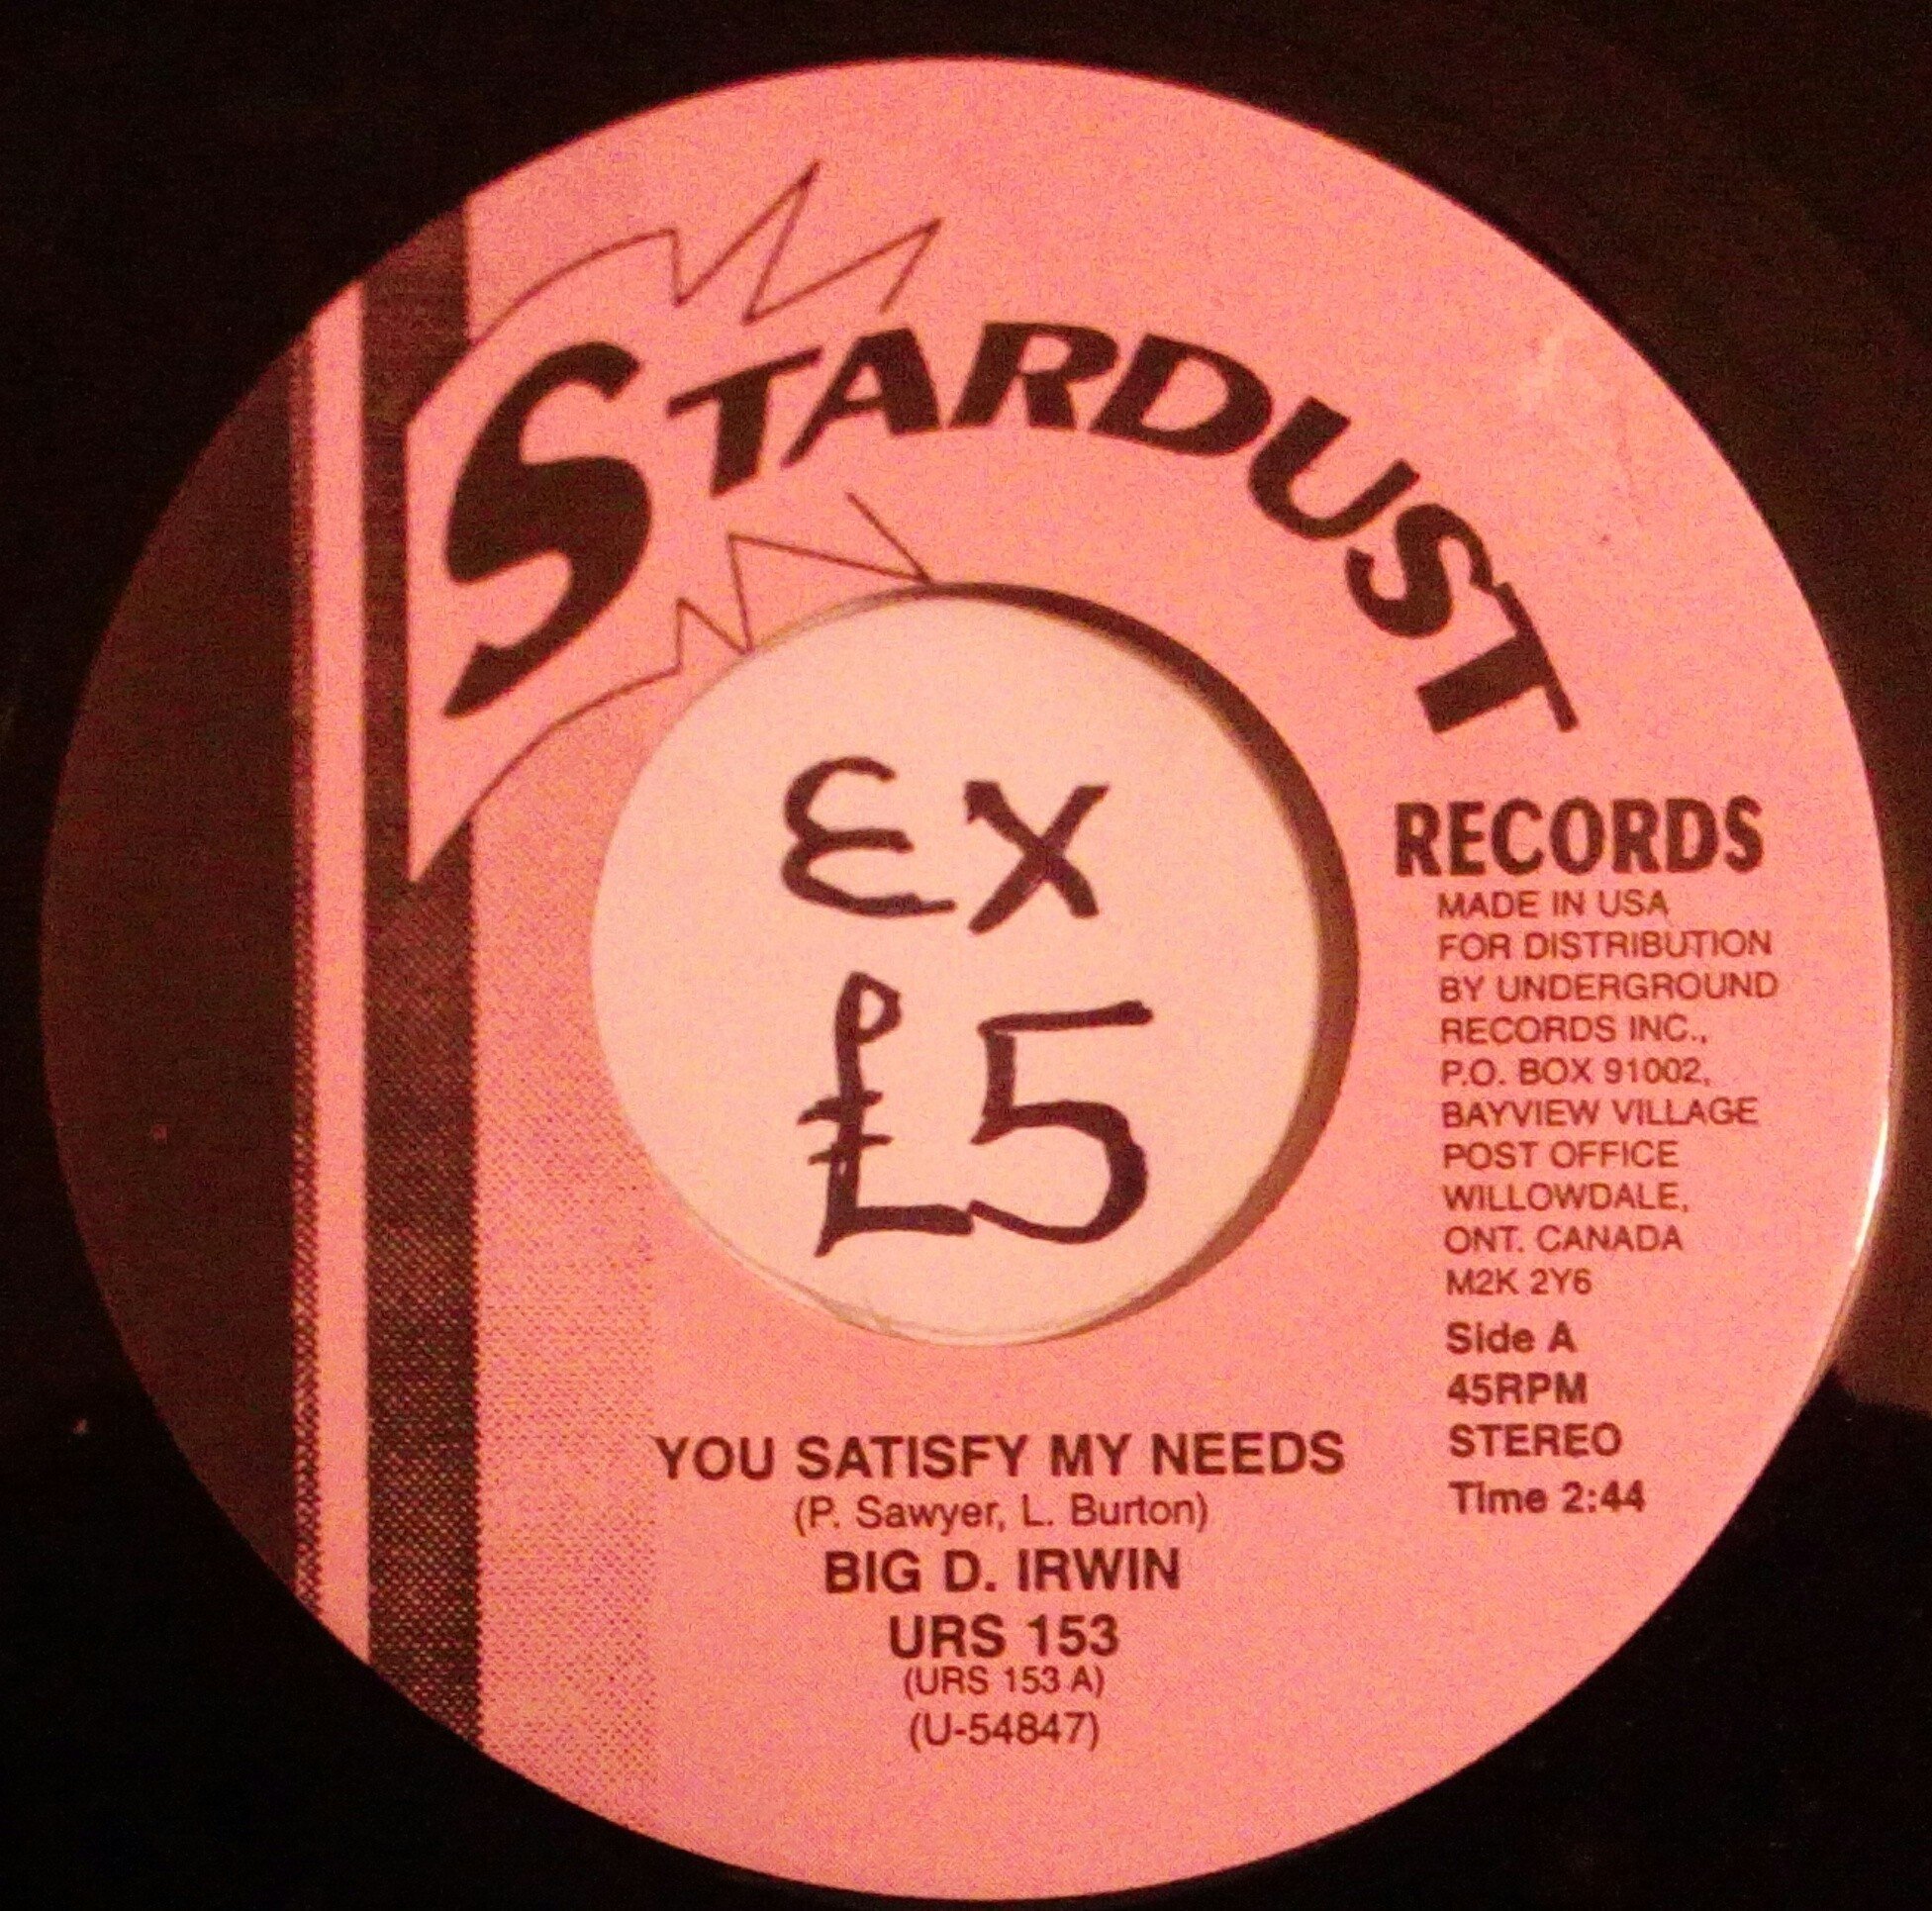 STARDUST
RECORDS
MADE IN USA
FOR DISTRIBUTION
BY UNDERGROUND
RECORDS INC.,
P.O. BOX 91002,
BAYVIEW VILLAGE
POST OFFICE
WILLOWDALE,
ONT. CANADA
M2K 2Y6
Side A
45RPM
STEREO
Time 2:44
EX
£5
YOU SATISFY MY NEEDS
(P. Sawyer, L. Burton)
BIG D. IRWIN
URS 153
(URS 153 A)
(U-54847)